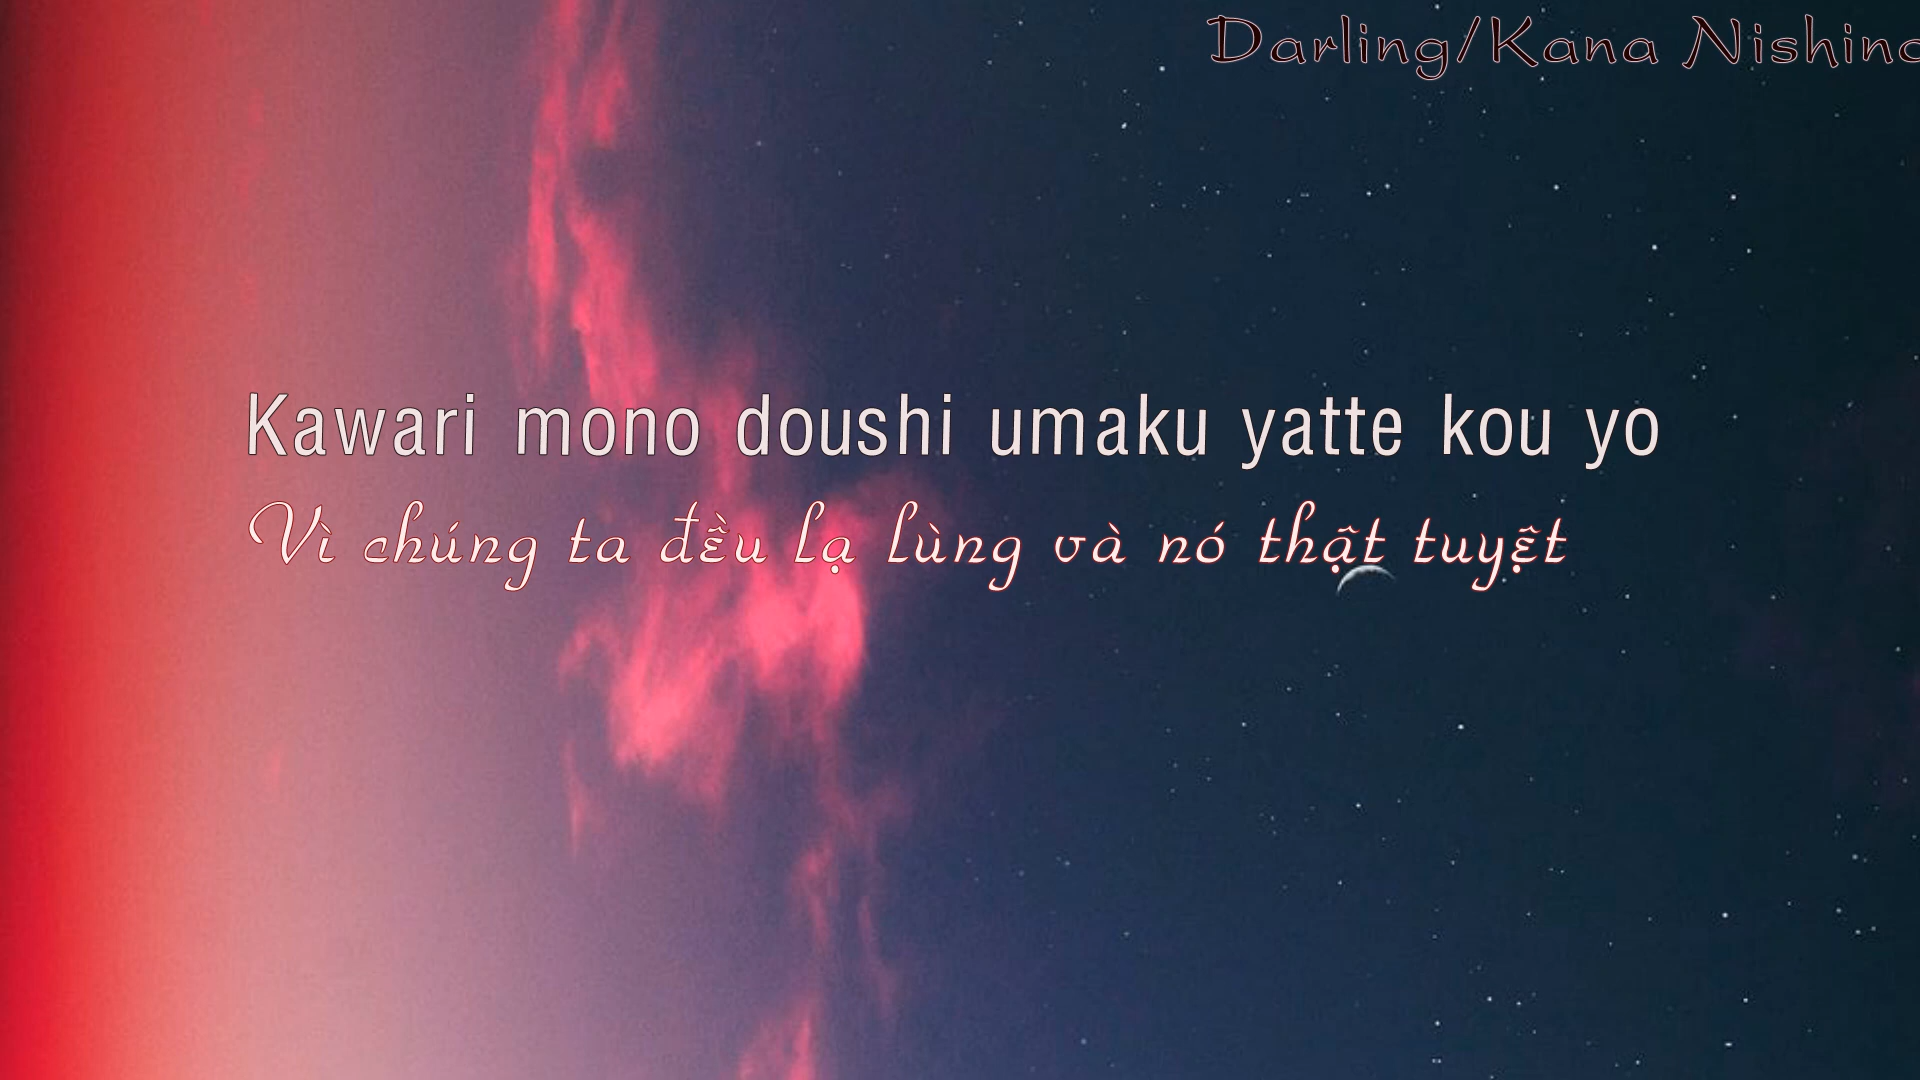 Darling/Kana Nishino
Kawari mono doushi umaku yatte kou yo
Vì chúng ta đều lạ lùng và nó thật tuyệt